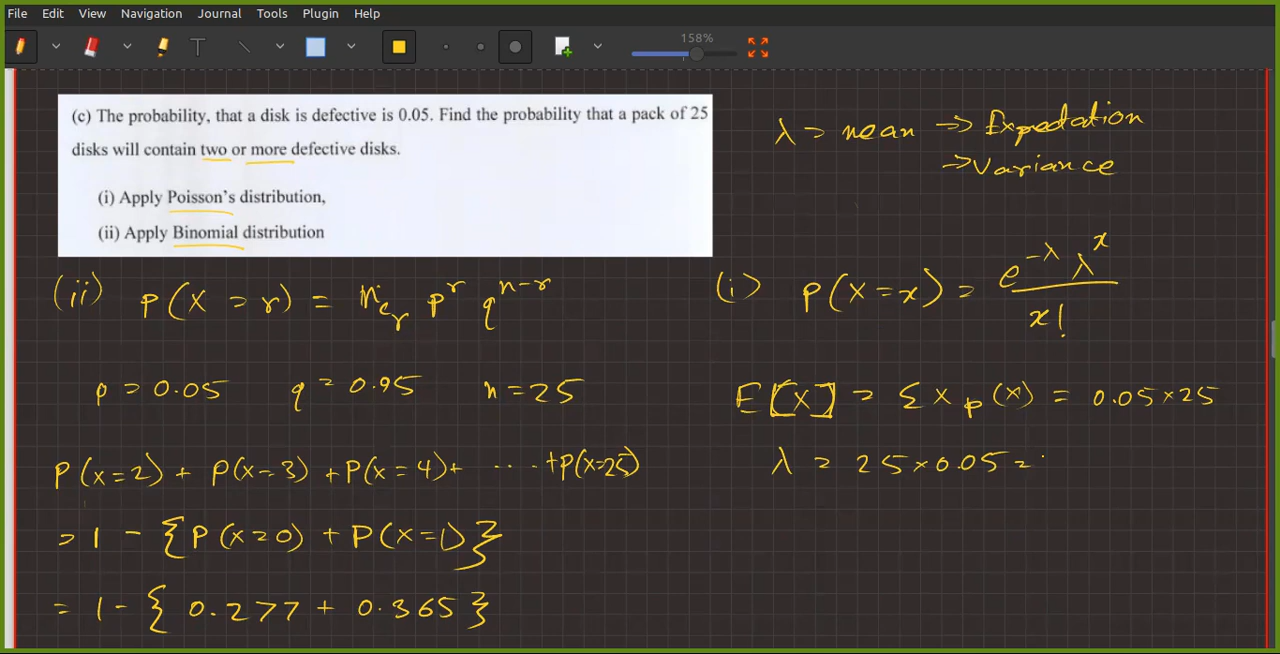 File Edit View Navigation Journal Tools Plugin Help
T 158%
(c) The probability, that a disk is defective is 0.05. Find the probability that a pack of 25
disks will contain two or more defective disks.
(i) Apply Poisson's distribution,
(ii) Apply Binomial distribution
λ = mean → Expectation
→ Variance
(ii) P(X = r) = ⁿC_r p^r q^{n-r}
p = 0.05 q = 0.95 n = 25
P(x=2) + P(x=3) + P(x=4) + .... + P(x=25)
= 1 - {P(x=0) + P(x=1)}
= 1 - {0.277 + 0.365}
(i) P(X=x) = e^{-λ} λ^x / x!
E[X] = Σ x p(x) = 0.05×25
λ = 25×0.05 =